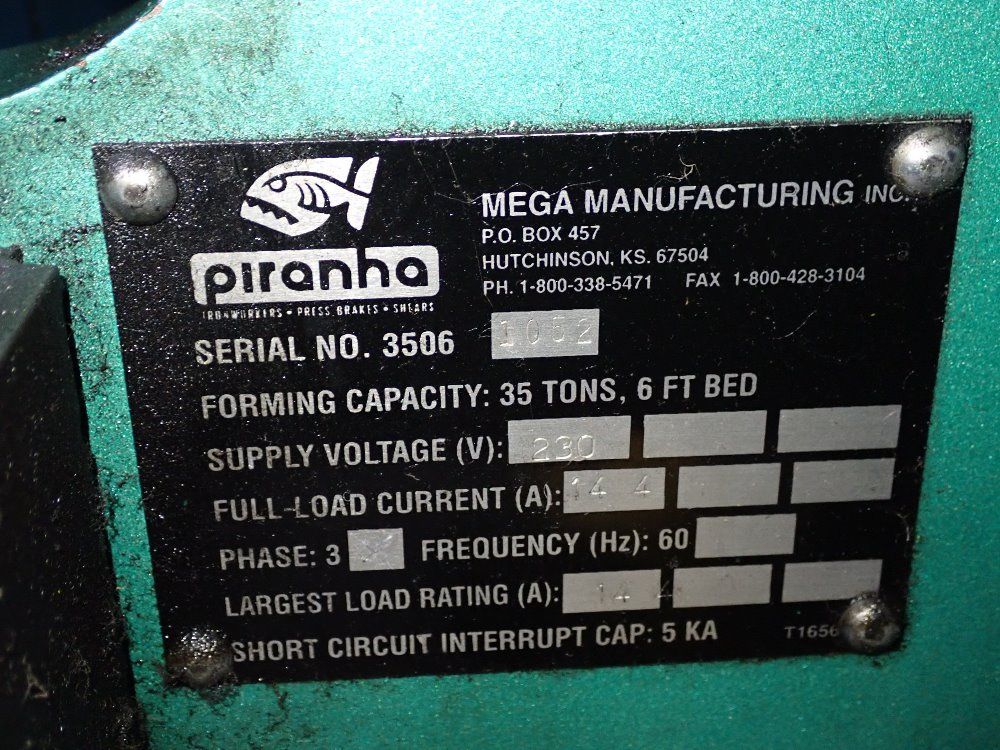 piranha
IRONWORKERS • PRESS BRAKES • SHEARS
MEGA MANUFACTURING INC.
P.O. BOX 457
HUTCHINSON, KS. 67504
PH. 1-800-338-5471 FAX 1-800-428-3104
SERIAL NO. 3506 1052
FORMING CAPACITY: 35 TONS, 6 FT BED
SUPPLY VOLTAGE (V): 230
FULL-LOAD CURRENT (A): 14 4
PHASE: 3 X FREQUENCY (Hz): 60
LARGEST LOAD RATING (A): 14 4
SHORT CIRCUIT INTERRUPT CAP: 5 KA